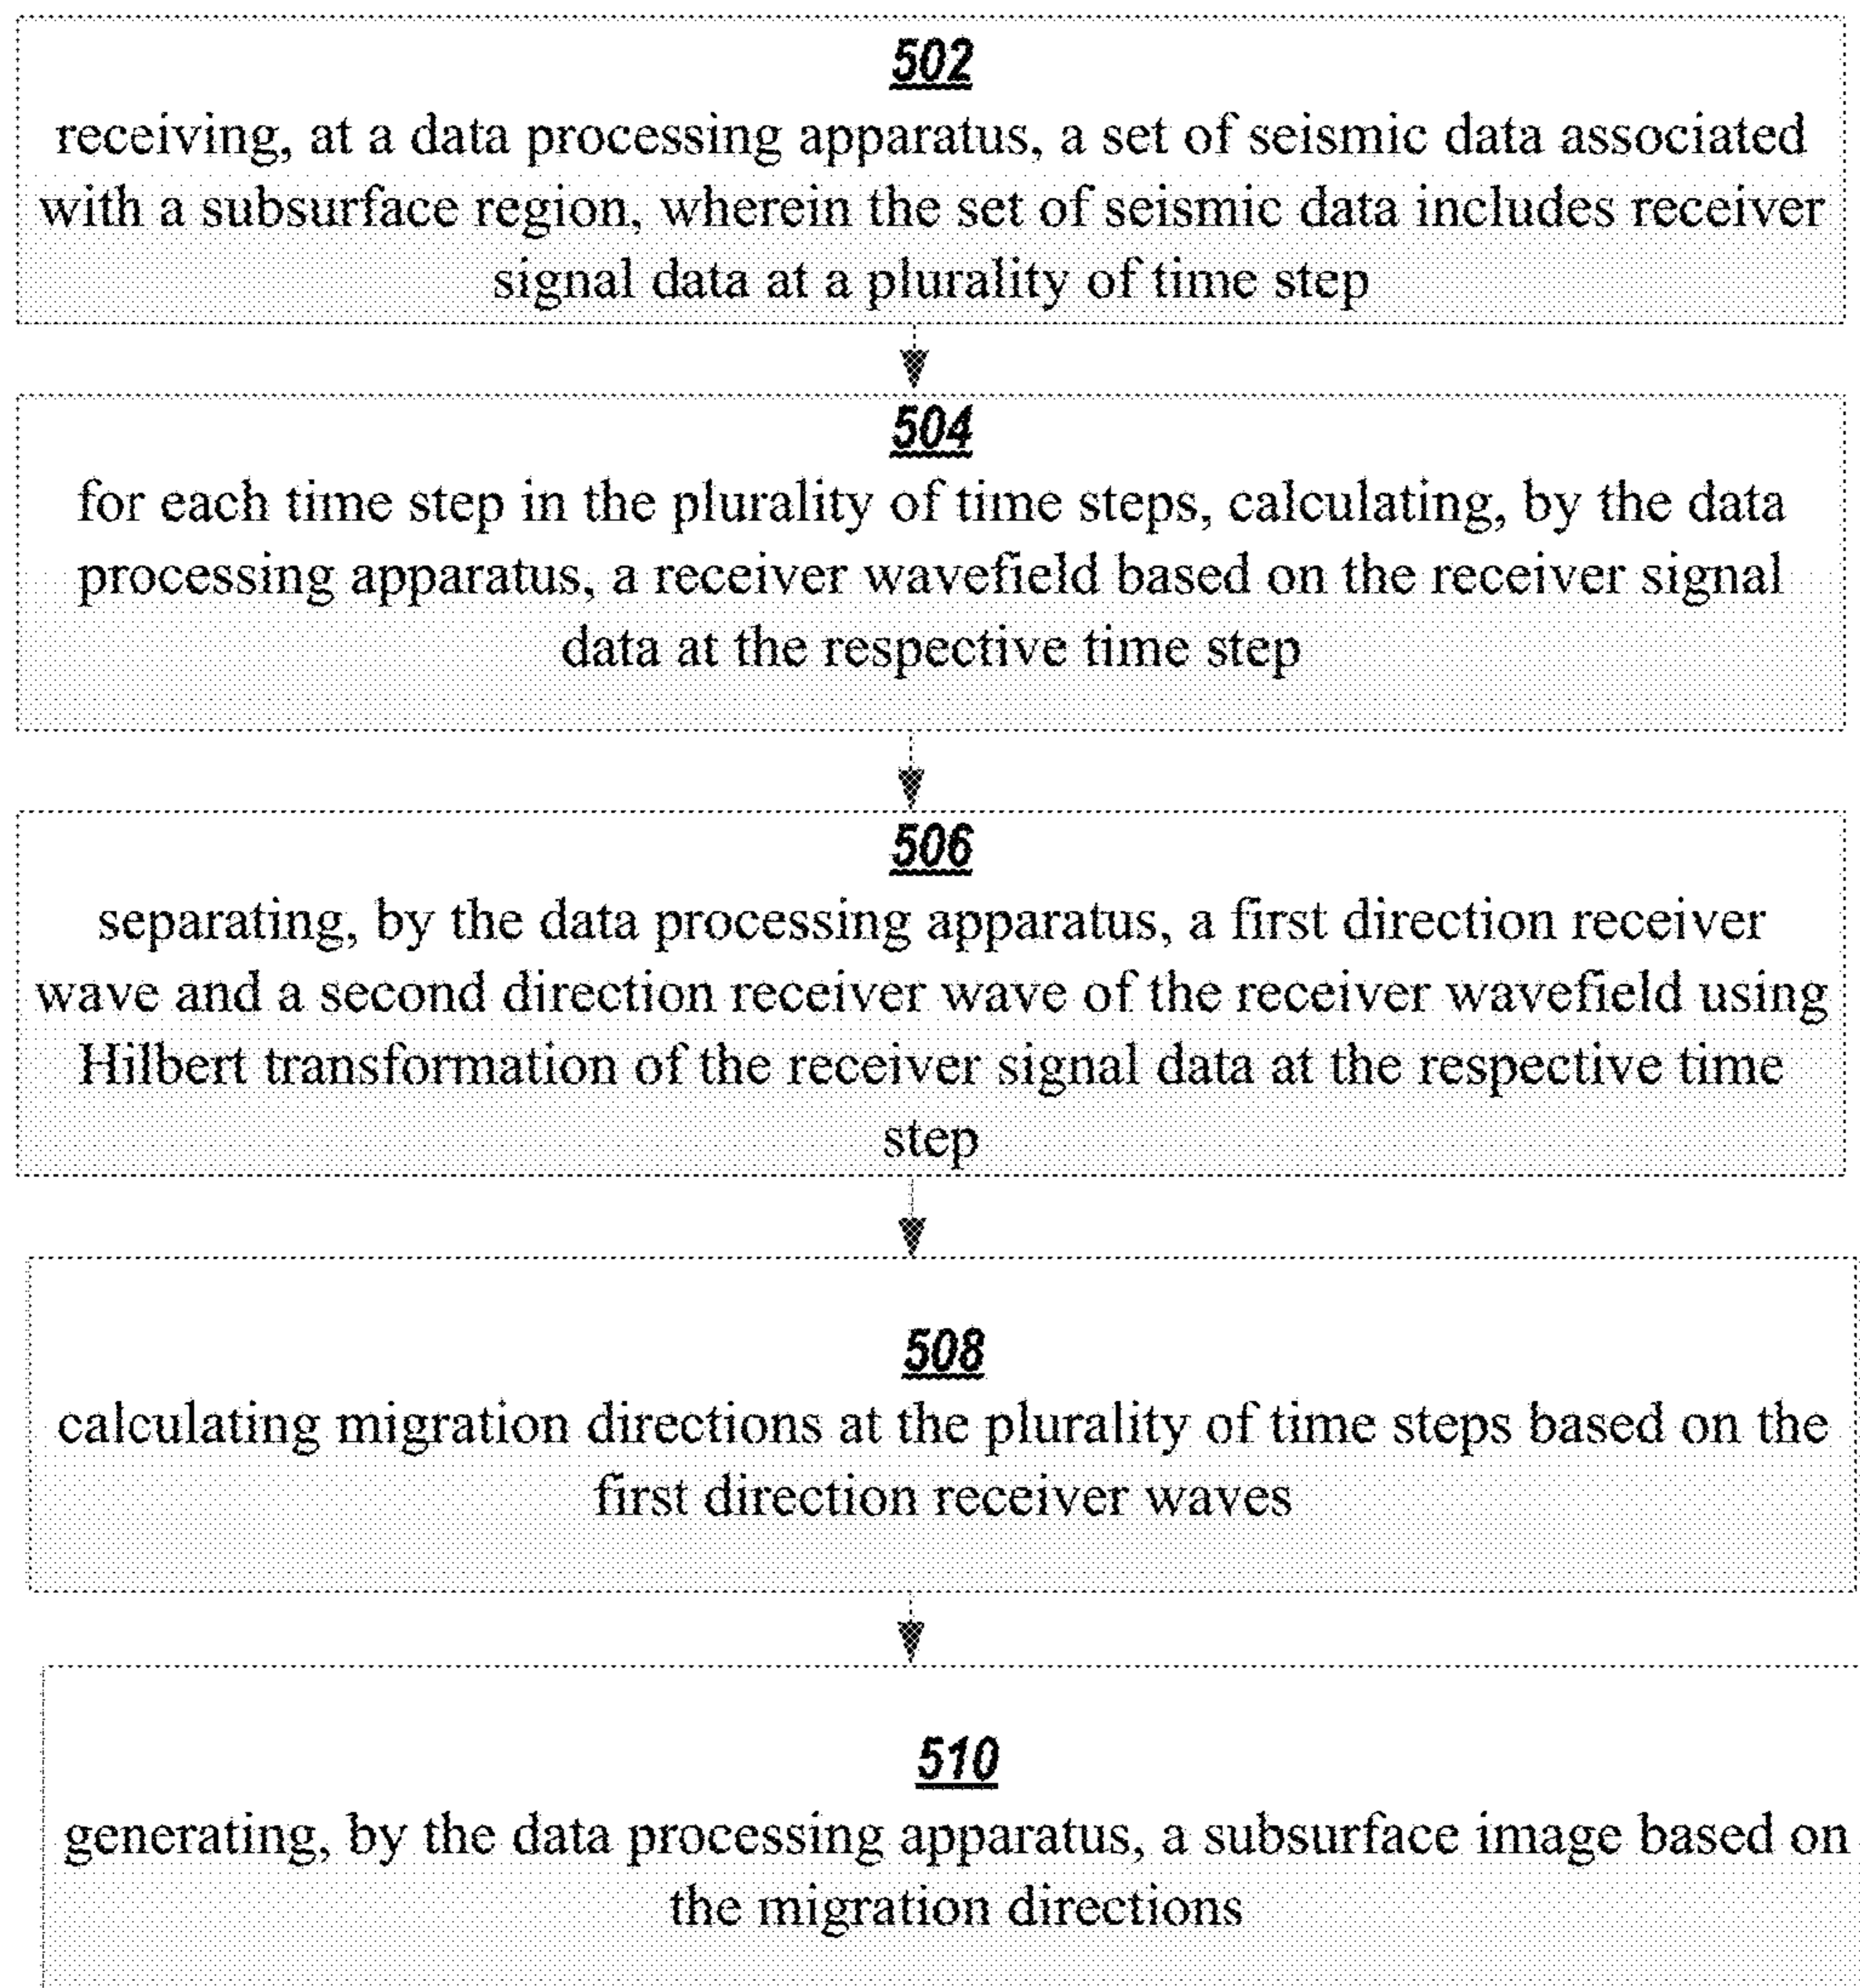 502
receiving, at a data processing apparatus, a set of seismic data associated
with a subsurface region, wherein the set of seismic data includes receiver
signal data at a plurality of time step
504
for each time step in the plurality of time steps, calculating, by the data
processing apparatus, a receiver wavefield based on the receiver signal
data at the respective time step
506
separating, by the data processing apparatus, a first direction receiver
wave and a second direction receiver wave of the receiver wavefield using
Hilbert transformation of the receiver signal data at the respective time
step
508
calculating migration directions at the plurality of time steps based on the
first direction receiver waves
510
generating, by the data processing apparatus, a subsurface image based on
the migration directions